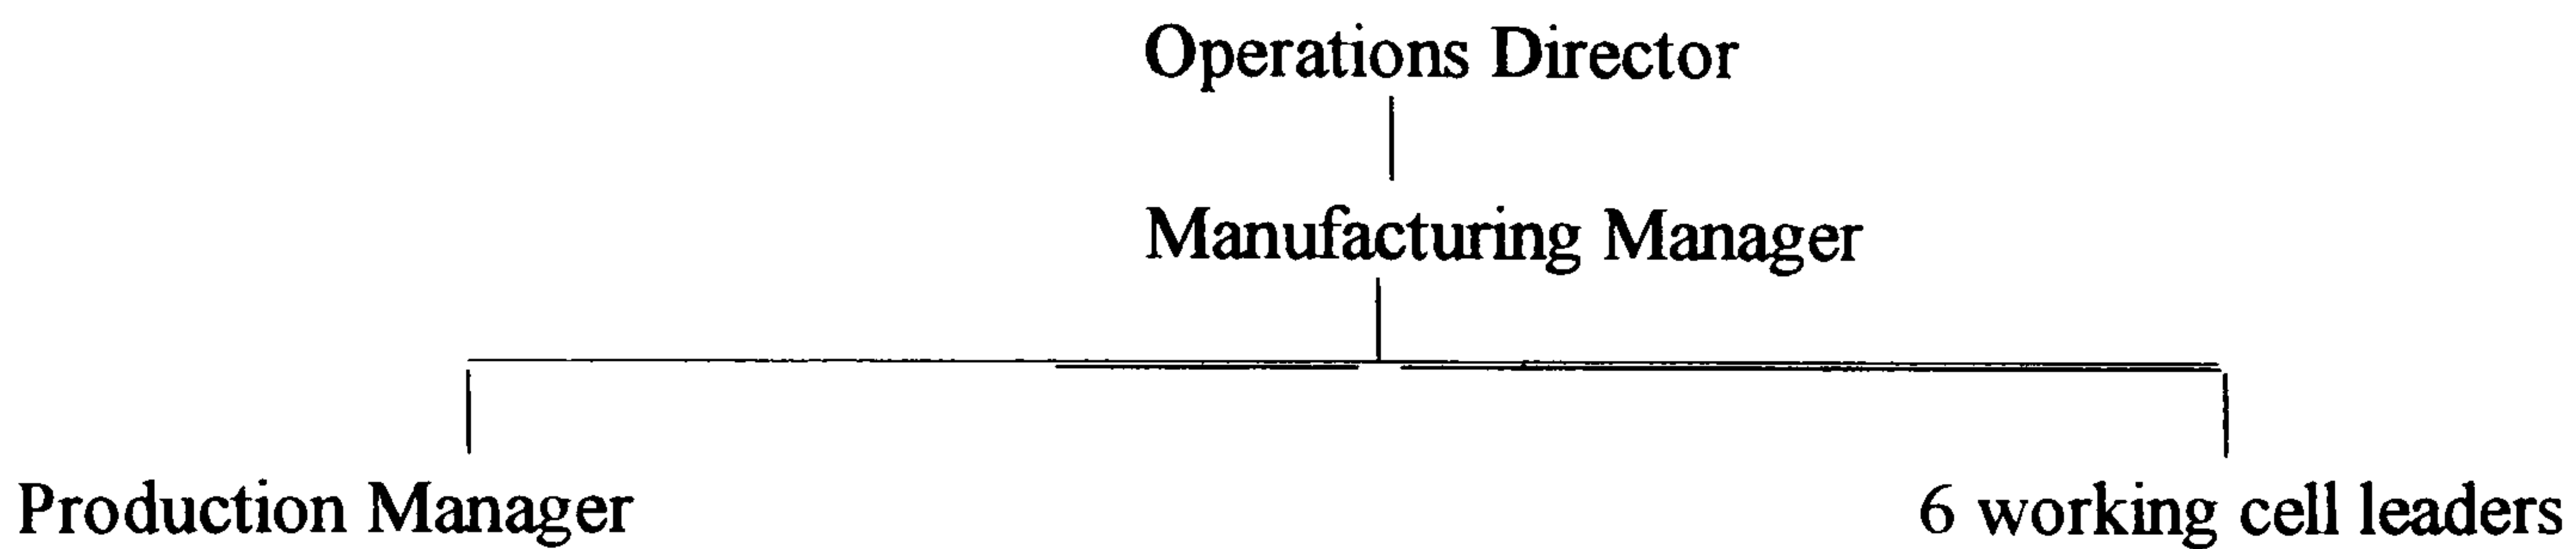 Operations Director
Manufacturing Manager
Production Manager
6 working cell leaders